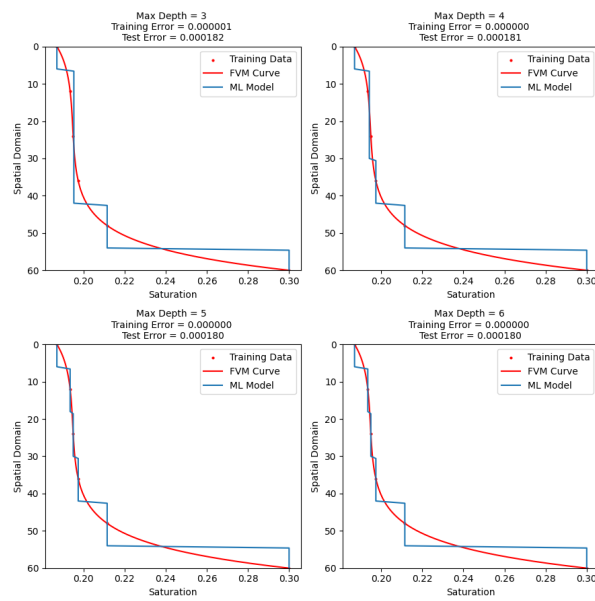 Max Depth = 3
Training Error = 0.000001
Test Error = 0.000182
0
10
20
30
40
50
60
Spatial Domain
Training Data
FVM Curve
ML Model
0.20
0.22
0.24
0.26
0.28
0.30
Saturation
Max Depth = 4
Training Error = 0.000000
Test Error = 0.000181
0
10
20
30
40
50
60
Spatial Domain
Training Data
FVM Curve
ML Model
0.20
0.22
0.24
0.26
0.28
0.30
Saturation
Max Depth = 5
Training Error = 0.000000
Test Error = 0.000180
0
10
20
30
40
50
60
Spatial Domain
Training Data
FVM Curve
ML Model
0.20
0.22
0.24
0.26
0.28
0.30
Saturation
Max Depth = 6
Training Error = 0.000000
Test Error = 0.000180
0
10
20
30
40
50
60
Spatial Domain
Training Data
FVM Curve
ML Model
0.20
0.22
0.24
0.26
0.28
0.30
Saturation